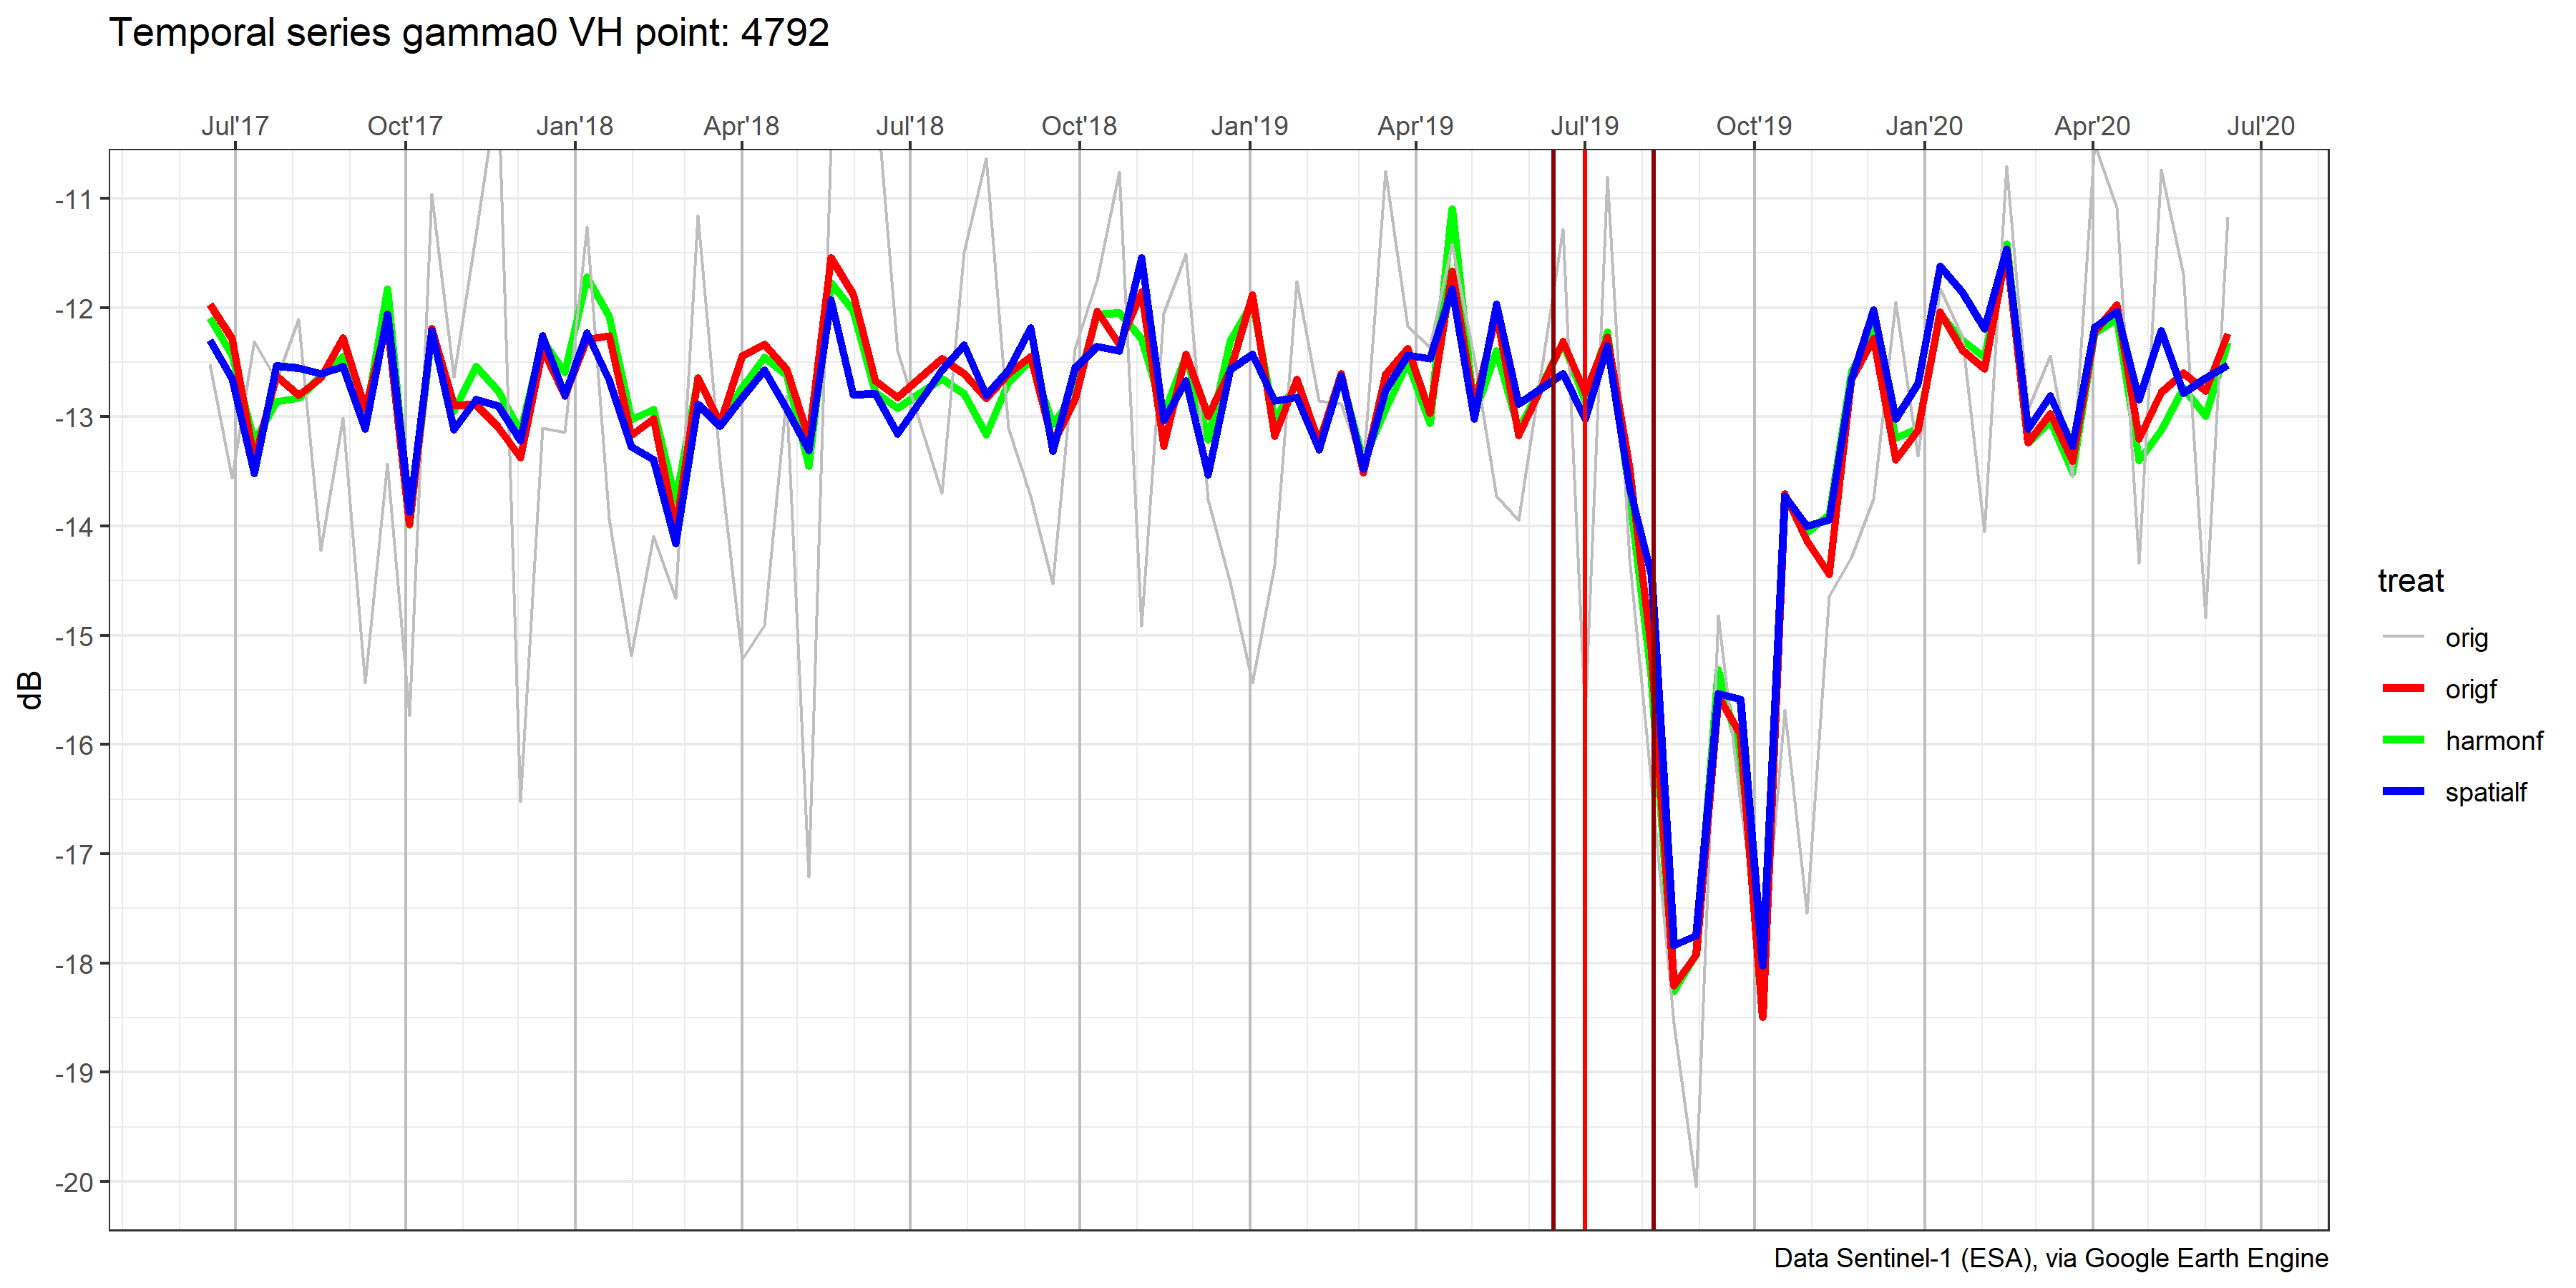 Temporal series gamma0 VH point: 4792
Jul'17 Oct'17 Jan'18 Apr'18 Jul'18 Oct'18 Jan'19 Apr'19 Jul'19 Oct'19 Jan'20 Apr'20 Jul'20
-11
-12
-13
-14
-15
-16
-17
-18
-19
-20
dB
treat
orig
origf
harmonf
spatialf
Data Sentinel-1 (ESA), via Google Earth Engine